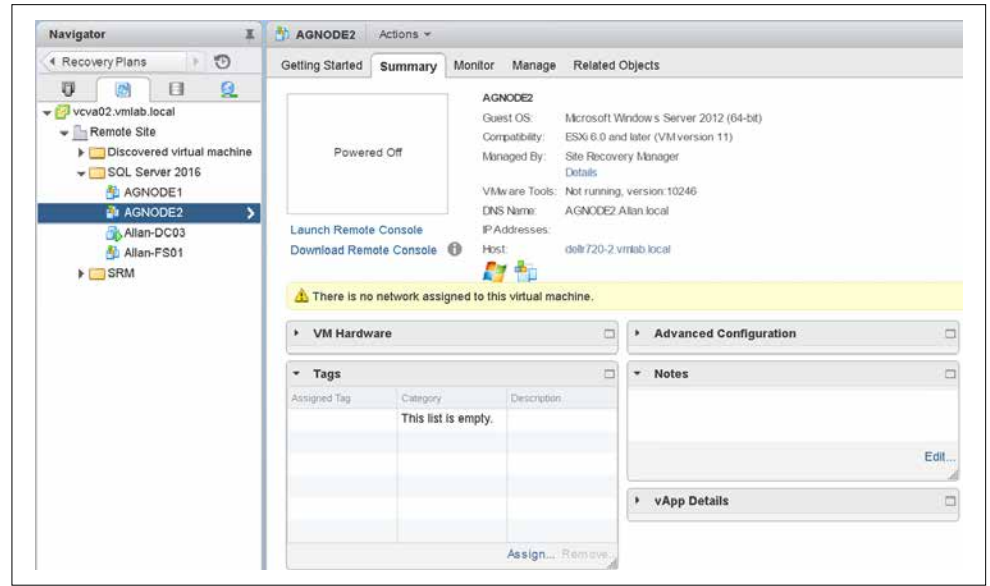 Navigator
Recovery Plans
vcva02.vmlab.local
Remote Site
Discovered virtual machine
SQL Server 2016
AGNODE1
AGNODE2
Allan-DC03
Allan-FS01
SRM
AGNODE2 Actions
Getting Started Summary Monitor Manage Related Objects
Powered Off
Launch Remote Console
Download Remote Console
AGNODE2
Guest OS: Microsoft Windows Server 2012 (64-bit)
Compatibility: ESXi 6.0 and later (VM version 11)
Managed By: Site Recovery Manager
Details
VMware Tools: Not running, version:10246
DNS Name: AGNODE2.Allan.local
IP Addresses:
Host: dellr720-2.vmlab.local
There is no network assigned to this virtual machine.
VM Hardware
Tags
Assigned Tag Category Description
This list is empty.
Assign... Remove...
Advanced Configuration
Notes
Edit...
vApp Details